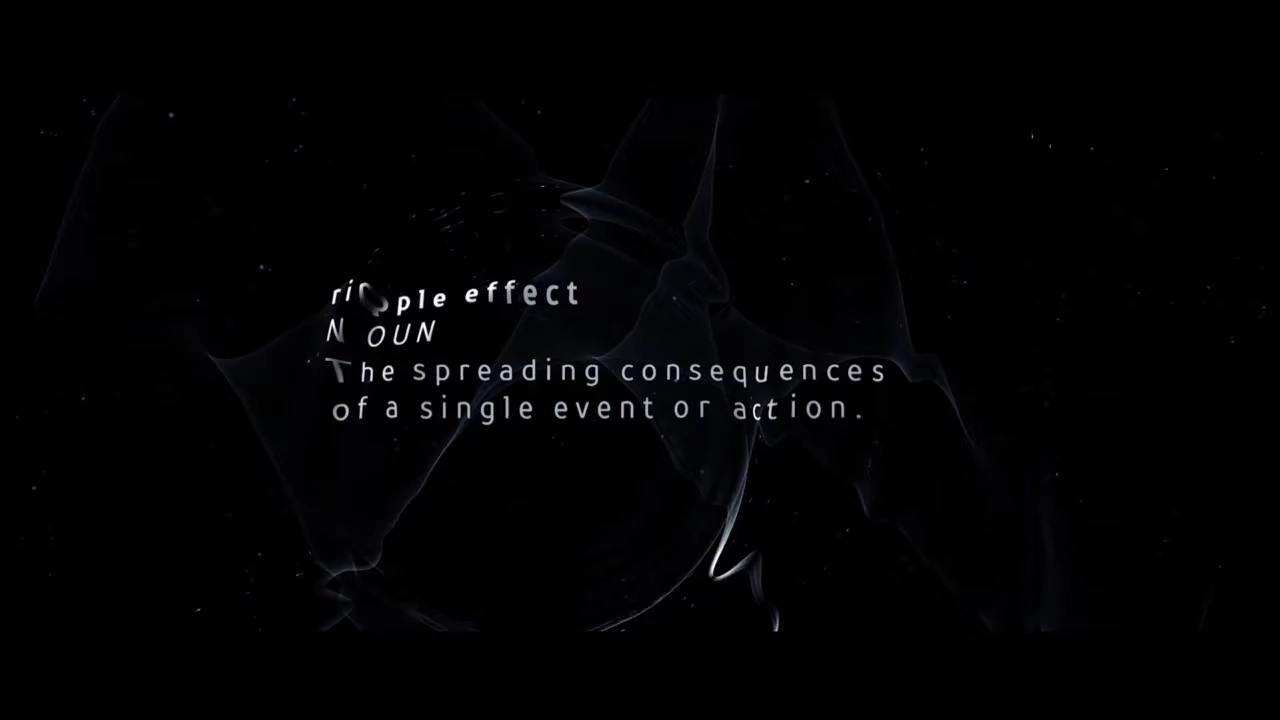 ripple effect
NOUN
The spreading consequences
of a single event or action.